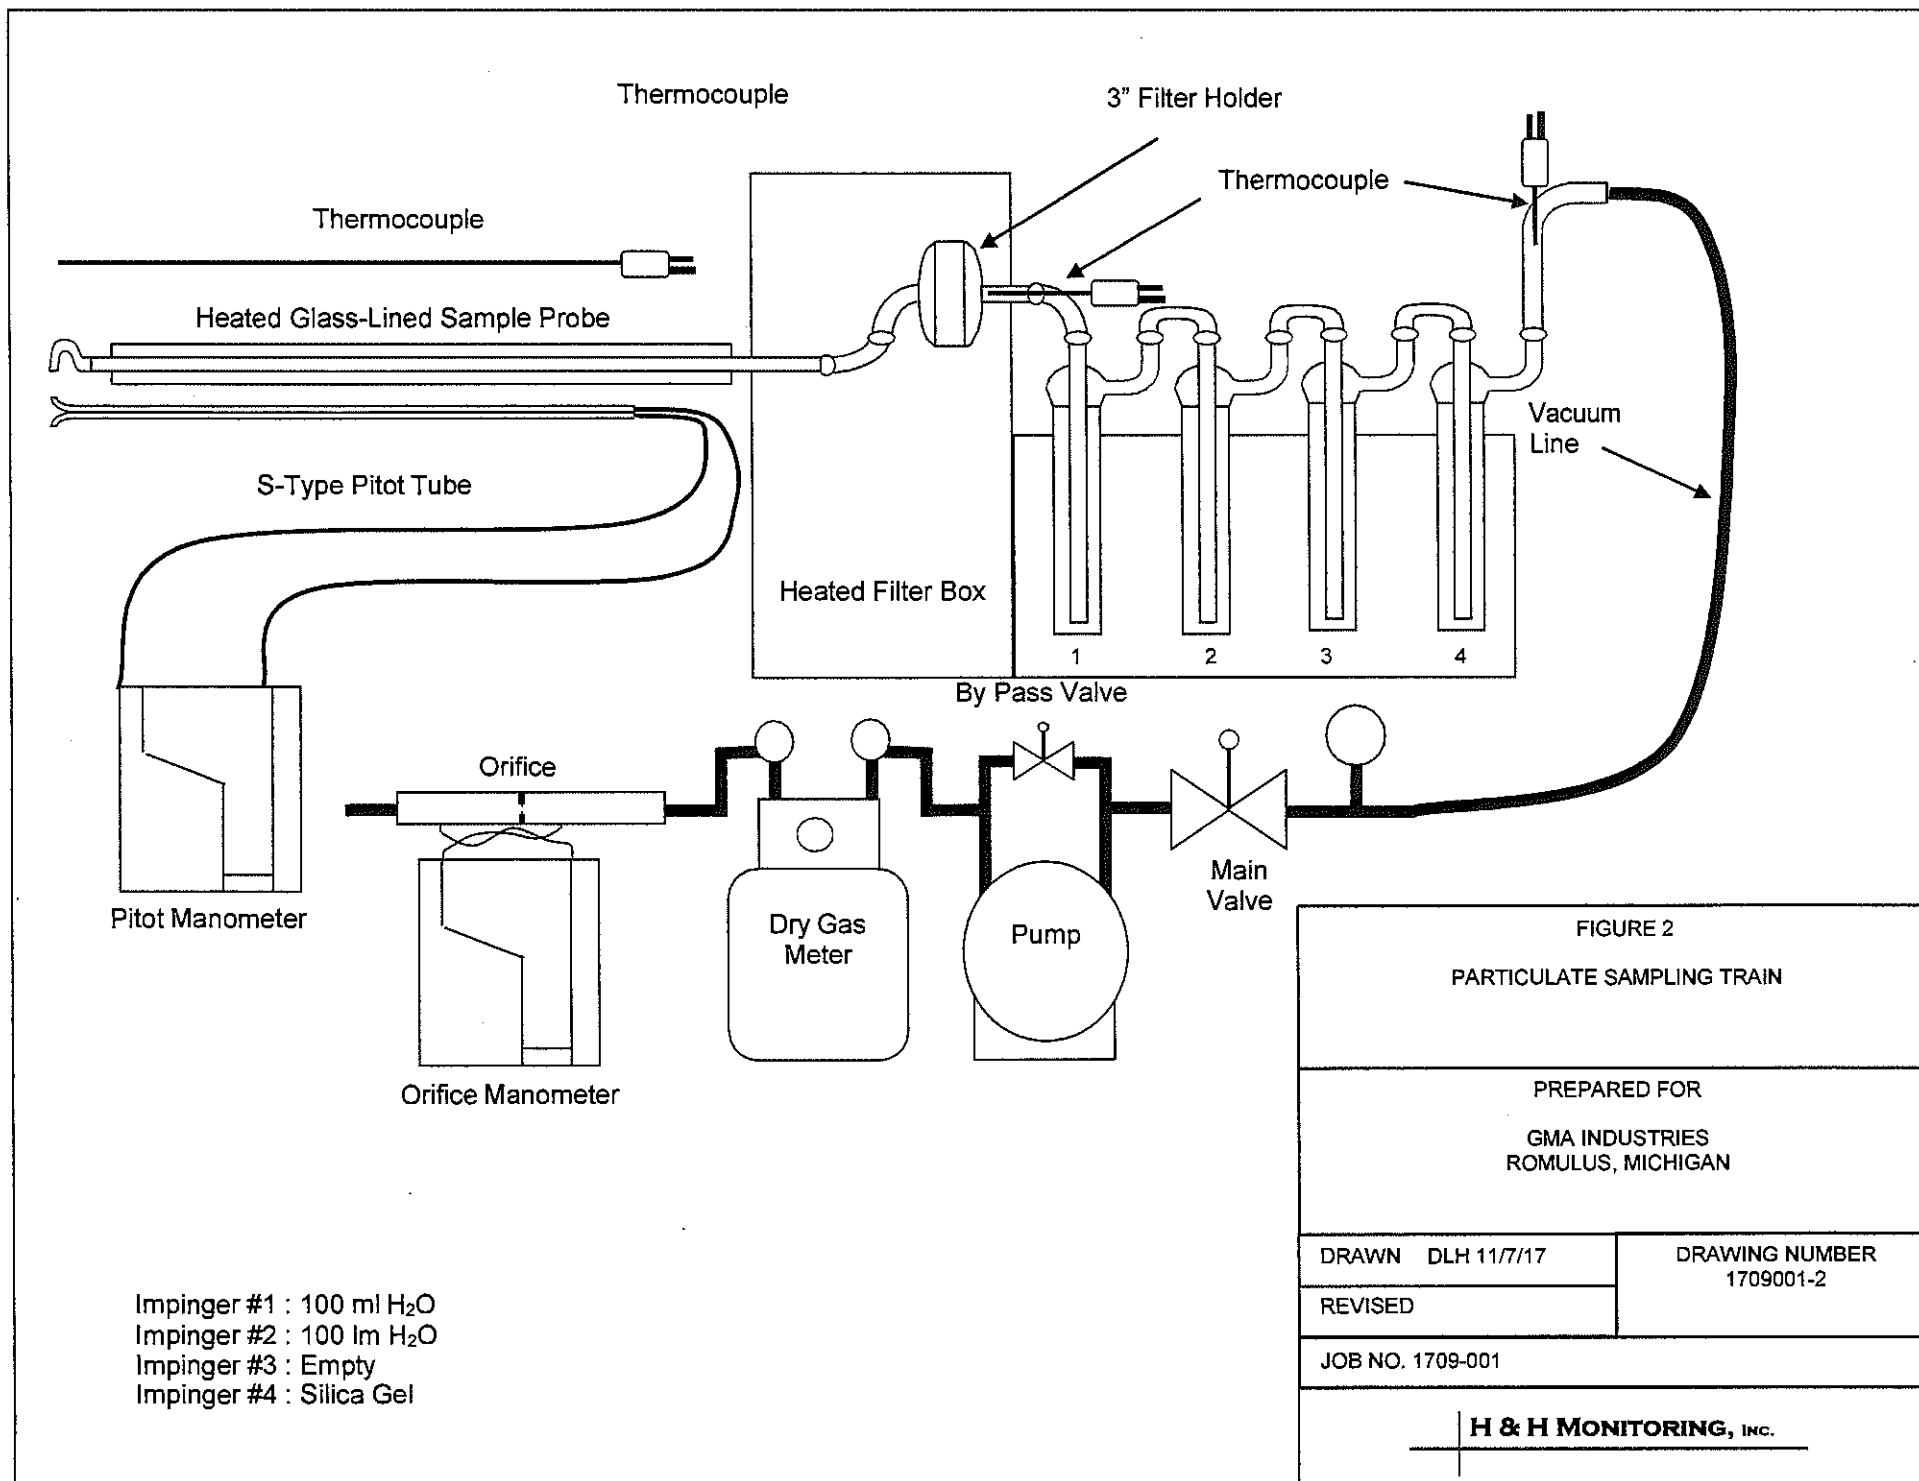 Thermocouple
3” Filter Holder
Thermocouple
Thermocouple
Heated Glass-Lined Sample Probe
Vacuum
Line
S-Type Pitot Tube
Heated Filter Box
1
2
3
4
By Pass Valve
Orifice
Main
Valve
Pitot Manometer
Dry Gas
Meter
Pump
Orifice Manometer
Impinger #1 : 100 ml H₂O
Impinger #2 : 100 lm H₂O
Impinger #3 : Empty
Impinger #4 : Silica Gel
FIGURE 2
PARTICULATE SAMPLING TRAIN
PREPARED FOR
GMA INDUSTRIES
ROMULUS, MICHIGAN
DRAWN DLH 11/7/17
DRAWING NUMBER
1709001-2
REVISED
JOB NO. 1709-001
H & H MONITORING, INC.